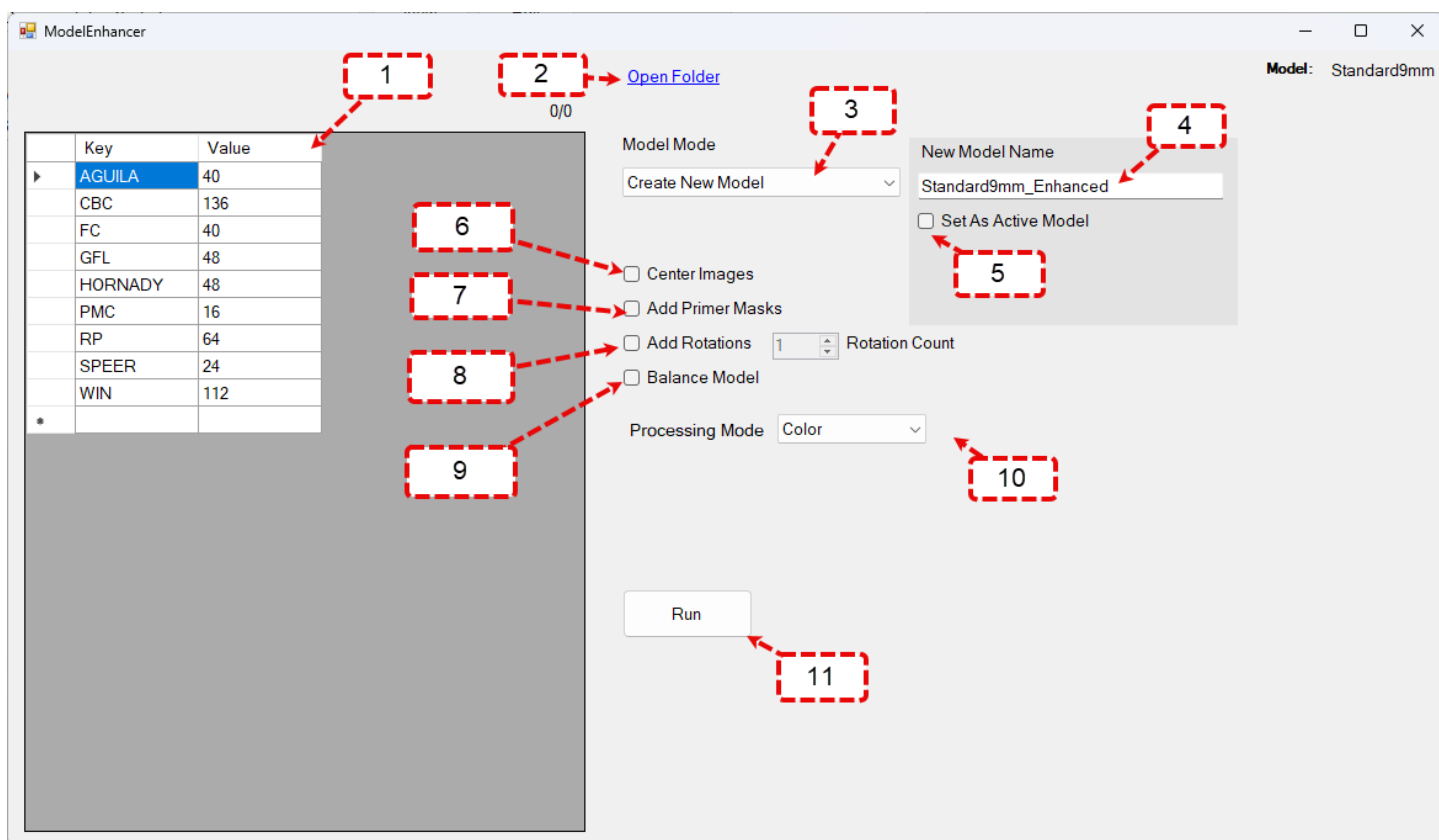 ModelEnhancer
1
2
Open Folder
Model: Standard9mm
0/0
3
4
Key Value
AGUILA 40
CBC 136
FC 40
GFL 48
HORNADY 48
PMC 16
RP 64
SPEER 24
WIN 112
*
Model Mode
Create New Model
New Model Name
Standard9mm_Enhanced
Set As Active Model
5
6
Center Images
7
Add Primer Masks
8
Add Rotations 1 Rotation Count
Balance Model
9
Processing Mode Color
10
Run
11